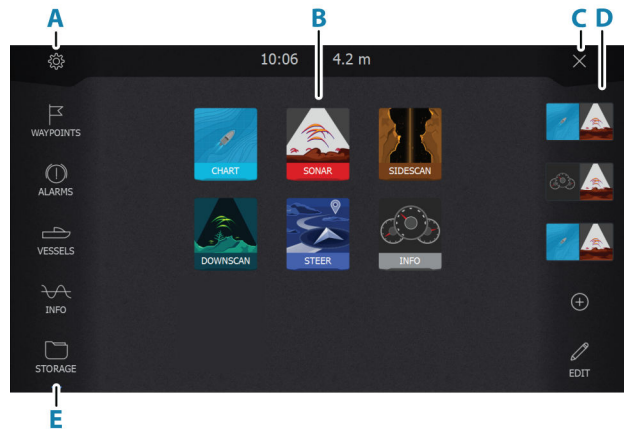 A B C D
10:06 4.2 m
WAYPOINTS
ALARMS
VESSELS
INFO
STORAGE
CHART SONAR SIDESCAN
DOWNSCAN STEER INFO
EDIT
E